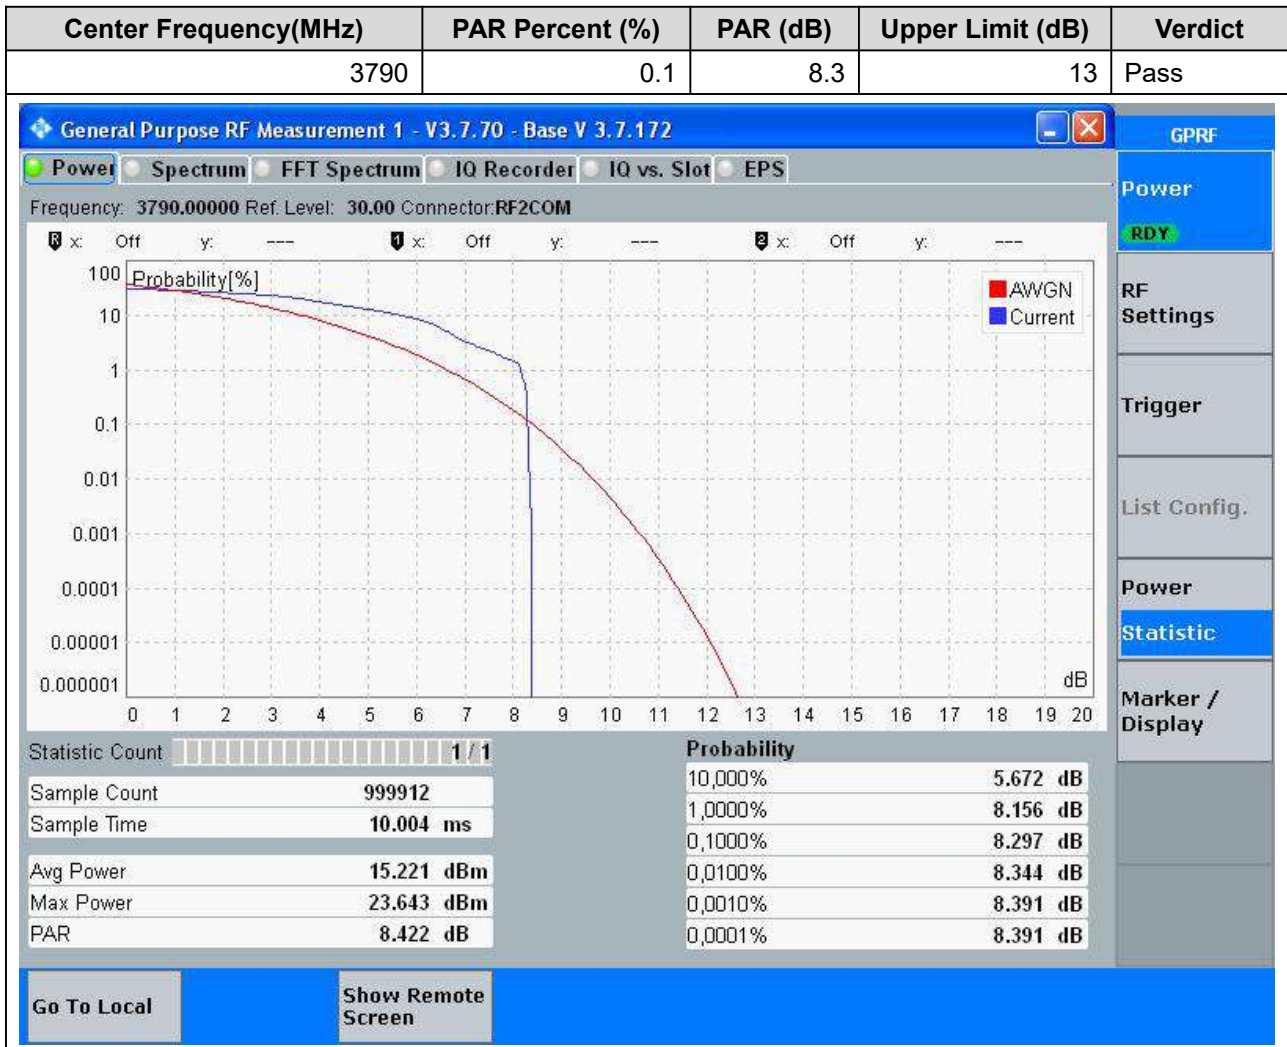 Center Frequency(MHz) PAR Percent (%) PAR (dB) Upper Limit (dB) Verdict
3790 0.1 8.3 13 Pass
General Purpose RF Measurement 1 - V3.7.70 - Base V 3.7.172
GPRF
Power Spectrum FFT Spectrum IQ Recorder IQ vs. Slot EPS
Frequency: 3790.00000 Ref. Level: 30.00 Connector:RF2COM
R x: Off y: --- 1 x: Off y: --- 2 x: Off y: ---
Probability[%]
100
10
1
0.1
0.01
0.001
0.0001
0.00001
0.000001
AWGN
Current
dB
0 1 2 3 4 5 6 7 8 9 10 11 12 13 14 15 16 17 18 19 20
Statistic Count 1 / 1
Sample Count 999912
Sample Time 10.004 ms
Avg Power 15.221 dBm
Max Power 23.643 dBm
PAR 8.422 dB
Probability
10,000% 5.672 dB
1,0000% 8.156 dB
0,1000% 8.297 dB
0,0100% 8.344 dB
0,0010% 8.391 dB
0,0001% 8.391 dB
Power
RDY
RF
Settings
Trigger
List Config.
Power
Statistic
Marker /
Display
Go To Local
Show Remote
Screen